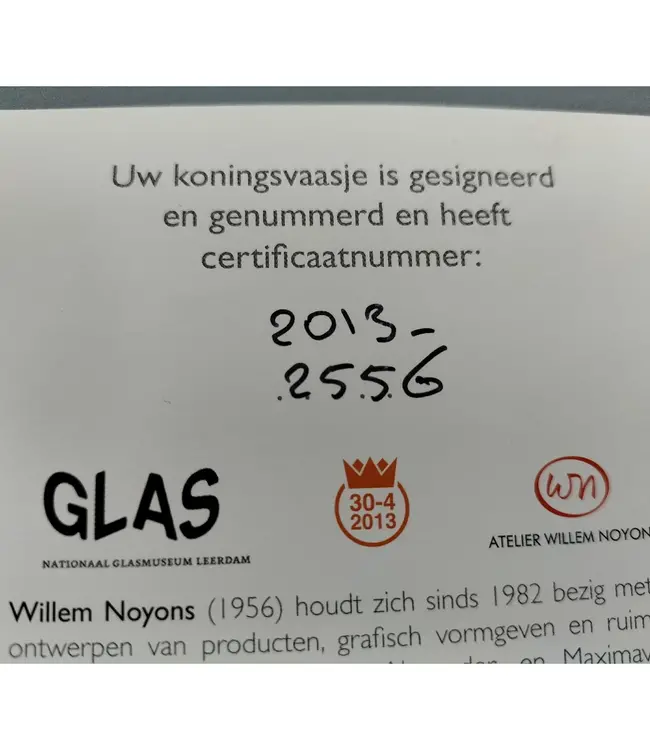 Uw koningsvaasje is gesigneerd
en genummerd en heeft
certificaatnummer:
2013-
2556
GLAS
NATIONAAL GLASMUSEUM LEERDAM
30-4
2013
wn
ATELIER WILLEM NOYON
Willem Noyons (1956) houdt zich sinds 1982 bezig met
ontwerpen van producten, grafisch vormgeven en ruim
en Maximav